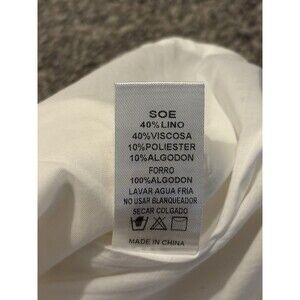 SOE
40%LINO
40%VISCOSA
10%POLIESTER
10%ALGODON
FORRO
100%ALGODON
LAVAR AGUA FRIA
NO USAR BLANQUEADOR
SECAR COLGADO
MADE IN CHINA